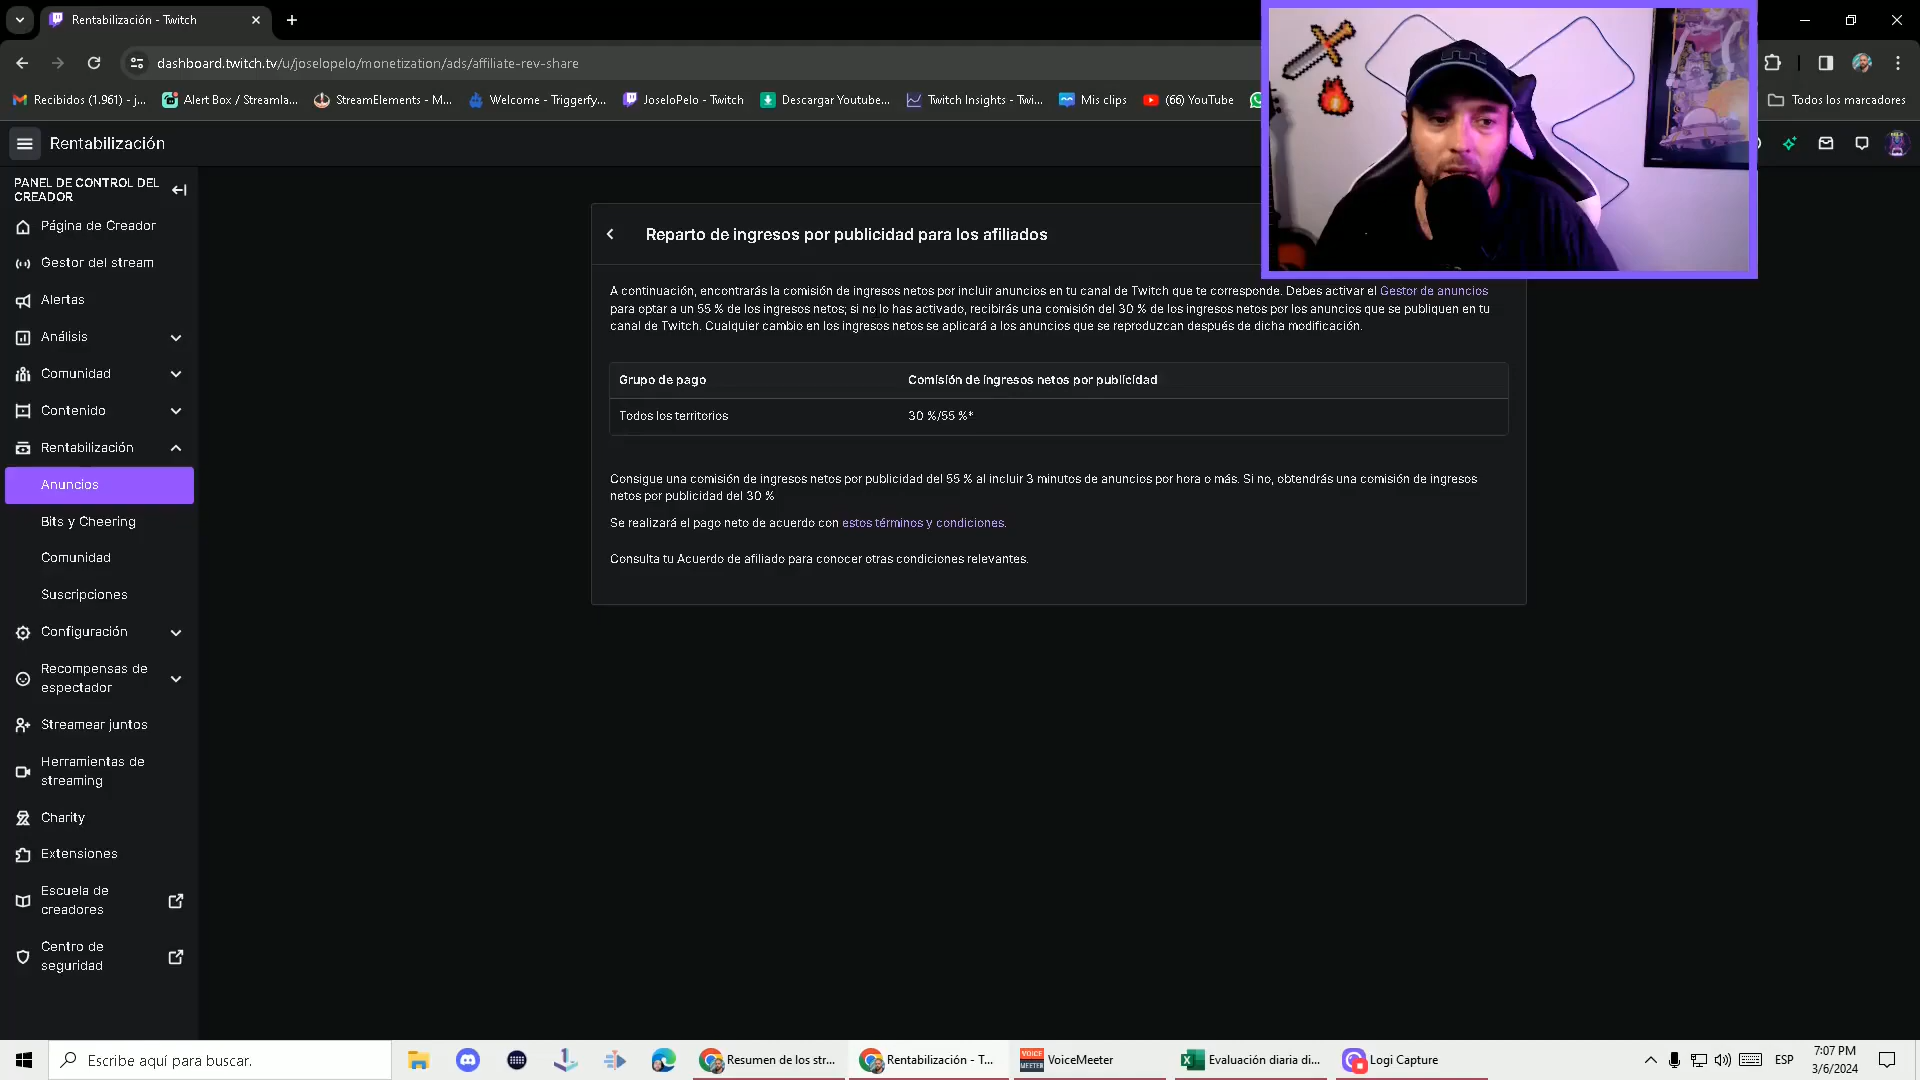 Rentabilización - Twitch
dashboard.twitch.tv/u/joselopelo/monetization/ads/affiliate-rev-share
Recibidos (1.961) - j...
Alert Box / Streamla...
StreamElements - M...
Welcome - Triggerfy...
JoseloPelo - Twitch
Descargar Youtube...
Twitch Insights - Twi...
Mis clips
(66) YouTube
Todos los marcadores
Rentabilización
PANEL DE CONTROL DEL
CREADOR
Página de Creador
Gestor del stream
Alertas
Análisis
Comunidad
Contenido
Rentabilización
Anuncios
Bits y Cheering
Comunidad
Suscripciones
Configuración
Recompensas de
espectador
Streamear juntos
Herramientas de
streaming
Charity
Extensiones
Escuela de
creadores
Centro de
seguridad
Reparto de ingresos por publicidad para los afiliados
A continuación, encontrarás la comisión de ingresos netos por incluir anuncios en tu canal de Twitch que te corresponde. Debes activar el Gestor de anuncios
para optar a un 55 % de los ingresos netos; si no lo has activado, recibirás una comisión del 30 % de los ingresos netos por los anuncios que se publiquen en tu
canal de Twitch. Cualquier cambio en los ingresos netos se aplicará a los anuncios que se reproduzcan después de dicha modificación.
Grupo de pago
Comisión de ingresos netos por publicidad
Todos los territorios
30 %/55 %*
Consigue una comisión de ingresos netos por publicidad del 55 % al incluir 3 minutos de anuncios por hora o más. Si no, obtendrás una comisión de ingresos
netos por publicidad del 30 %
Se realizará el pago neto de acuerdo con estos términos y condiciones.
Consulta tu Acuerdo de afiliado para conocer otras condiciones relevantes.
Escribe aquí para buscar.
Resumen de los str...
Rentabilización - T...
VOICE
MEETER
VoiceMeeter
Evaluación diaria di...
Logi Capture
ESP
7:07 PM
3/6/2024